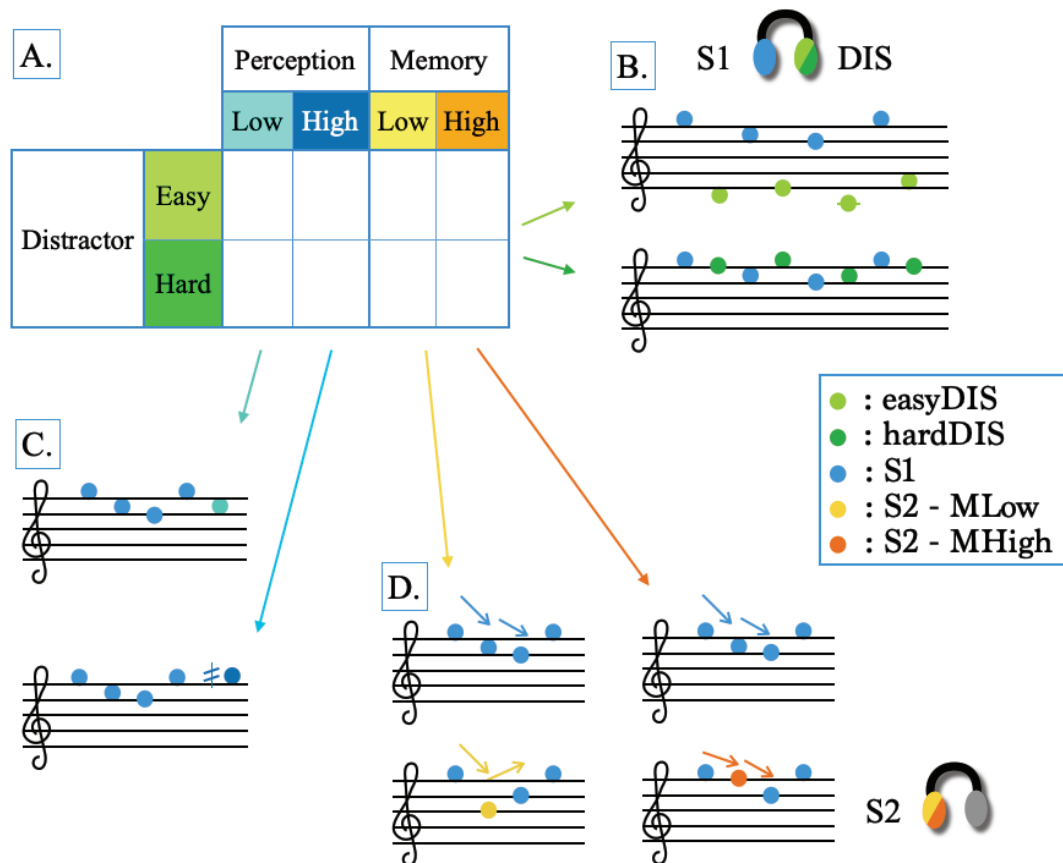 A.
Perception Memory
Low High Low High
Distractor
Easy
Hard
B.
S1 DIS
: easyDIS
: hardDIS
: S1
: S2 - MLow
: S2 - MHigh
C.
D.
S2